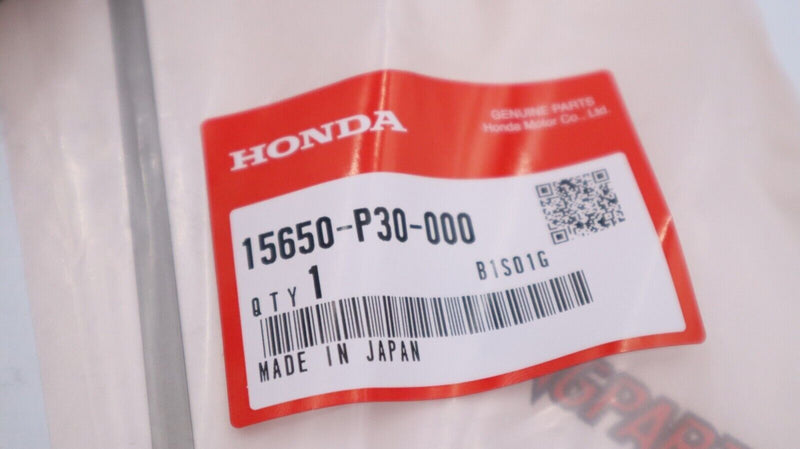 HONDA
GENUINE PARTS
Honda Motor Co., Ltd.
15650-P30-000
QTY 1
B1S01G
MADE IN JAPAN